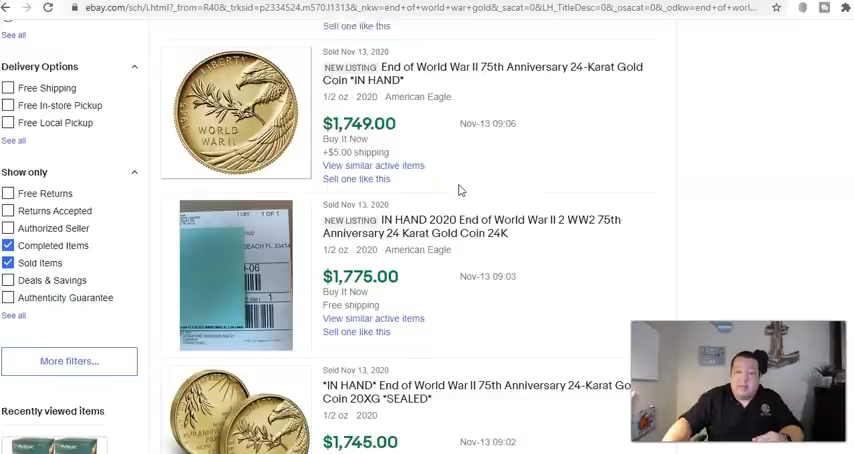 ebay.com/sch/i.html?_from=R40&_trksid=p2334524.m570.l1313&_nkw=end+of+world+war+gold&_sacat=0&LH_TitleDesc=0&_osacat=0&_odkw=end+of+worl...
See all
Delivery Options
Free Shipping
Free In-store Pickup
Free Local Pickup
See all
Show only
Free Returns
Returns Accepted
Authorized Seller
Completed Items
Sold Items
Deals & Savings
Authenticity Guarantee
See all
More filters...
Recently viewed items
Sell one like this
Sold Nov 13, 2020
NEW LISTING End of World War II 75th Anniversary 24-Karat Gold
Coin *IN HAND*
1/2 oz · 2020 · American Eagle
$1,749.00
Nov-13 09:06
Buy It Now
+$5.00 shipping
View similar active items
Sell one like this
LIBERTY
1945
WORLD
WAR II
Sold Nov 13, 2020
NEW LISTING IN HAND 2020 End of World War II 2 WW2 75th
Anniversary 24 Karat Gold Coin 24K
1/2 oz · 2020 · American Eagle
$1,775.00
Nov-13 09:03
Buy It Now
Free shipping
View similar active items
Sell one like this
1 LBS 1 OF 1
BEACH FL 33414
Sold Nov 13, 2020
*IN HAND* End of World War II 75th Anniversary 24-Karat Go
Coin 20XG *SEALED*
1/2 oz · 2020
$1,745.00
Nov-13 09:02